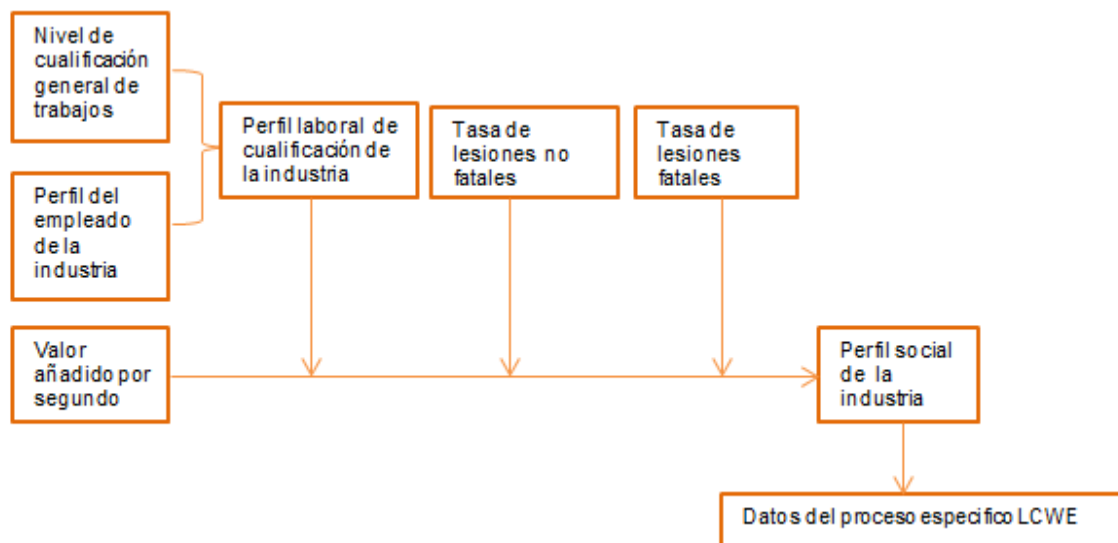 Nivel de
cualificación
general de
trabajos
Perfil laboral de
cualificación de
la industria
Tasa de
lesiones no
fatales
Tasa de
lesiones
fatales
Perfil del
empleado
de la
industria
Valor
añadido por
segundo
Perfil social
de la
industria
Datos del proceso especifico LCWE